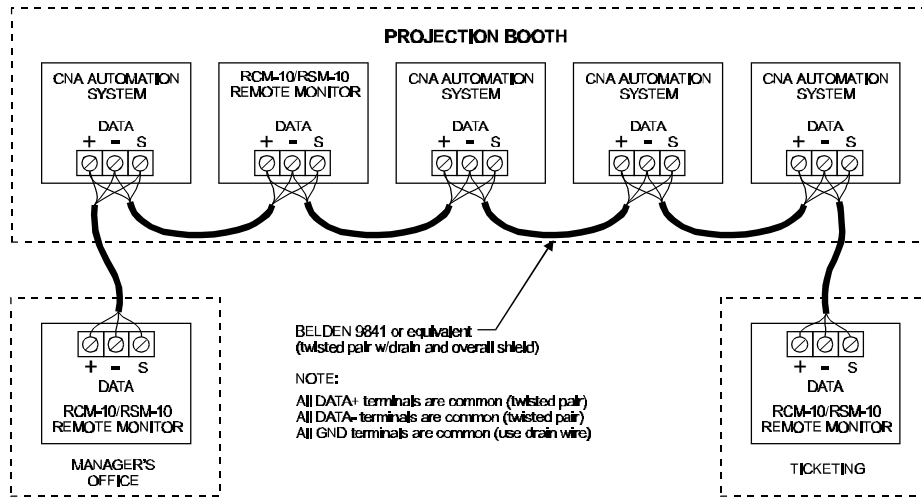 PROJECTION BOOTH
CNA AUTOMATION
SYSTEM
DATA
+ - S
RCM-10/RSM-10
REMOTE MONITOR
DATA
+ - S
CNA AUTOMATION
SYSTEM
DATA
+ - S
CNA AUTOMATION
SYSTEM
DATA
+ - S
CNA AUTOMATION
SYSTEM
DATA
+ - S
BELDEN 9841 or equivalent
(twisted pair w/drain and overall shield)
NOTE:
All DATA+ terminals are common (twisted pair)
All DATA- terminals are common (twisted pair)
All GND terminals are common (use drain wire)
+ - S
DATA
RCM-10/RSM-10
REMOTE MONITOR
MANAGER'S
OFFICE
+ - S
DATA
RCM-10/RSM-10
REMOTE MONITOR
TICKETING